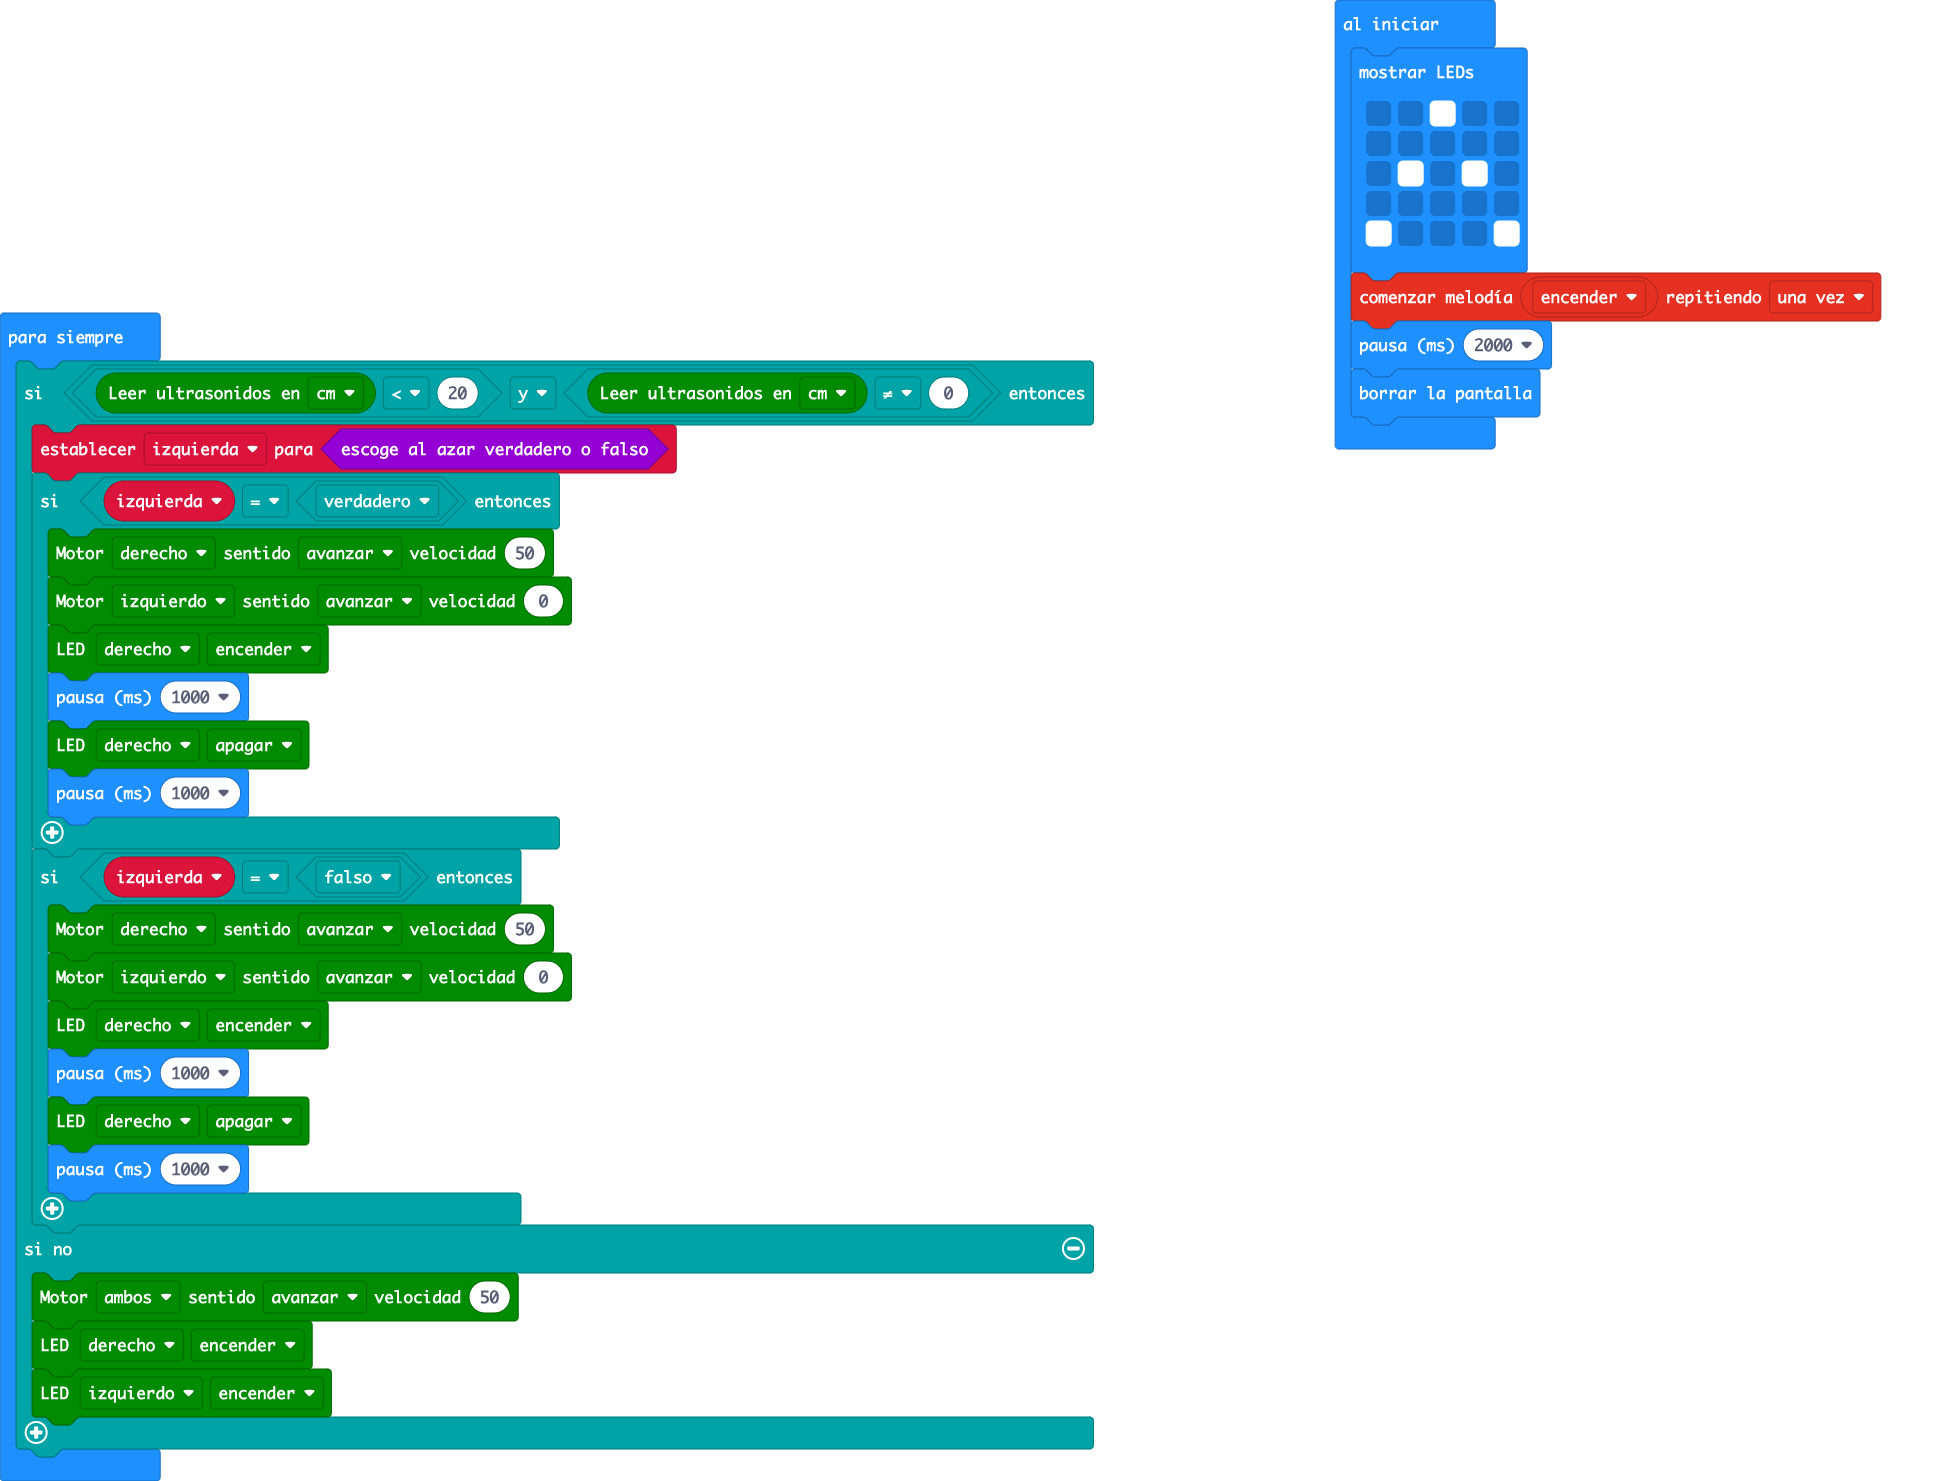 al iniciar
mostrar LEDs
comenzar melodía encender repitiendo una vez
pausa (ms) 2000
borrar la pantalla
para siempre
si Leer ultrasonidos en cm < 20 y Leer ultrasonidos en cm ≠ 0 entonces
establecer izquierda para escoge al azar verdadero o falso
si izquierda = verdadero entonces
Motor derecho sentido avanzar velocidad 50
Motor izquierdo sentido avanzar velocidad 0
LED derecho encender
pausa (ms) 1000
LED derecho apagar
pausa (ms) 1000
si izquierda = falso entonces
Motor derecho sentido avanzar velocidad 50
Motor izquierdo sentido avanzar velocidad 0
LED derecho encender
pausa (ms) 1000
LED derecho apagar
pausa (ms) 1000
si no
Motor ambos sentido avanzar velocidad 50
LED derecho encender
LED izquierdo encender